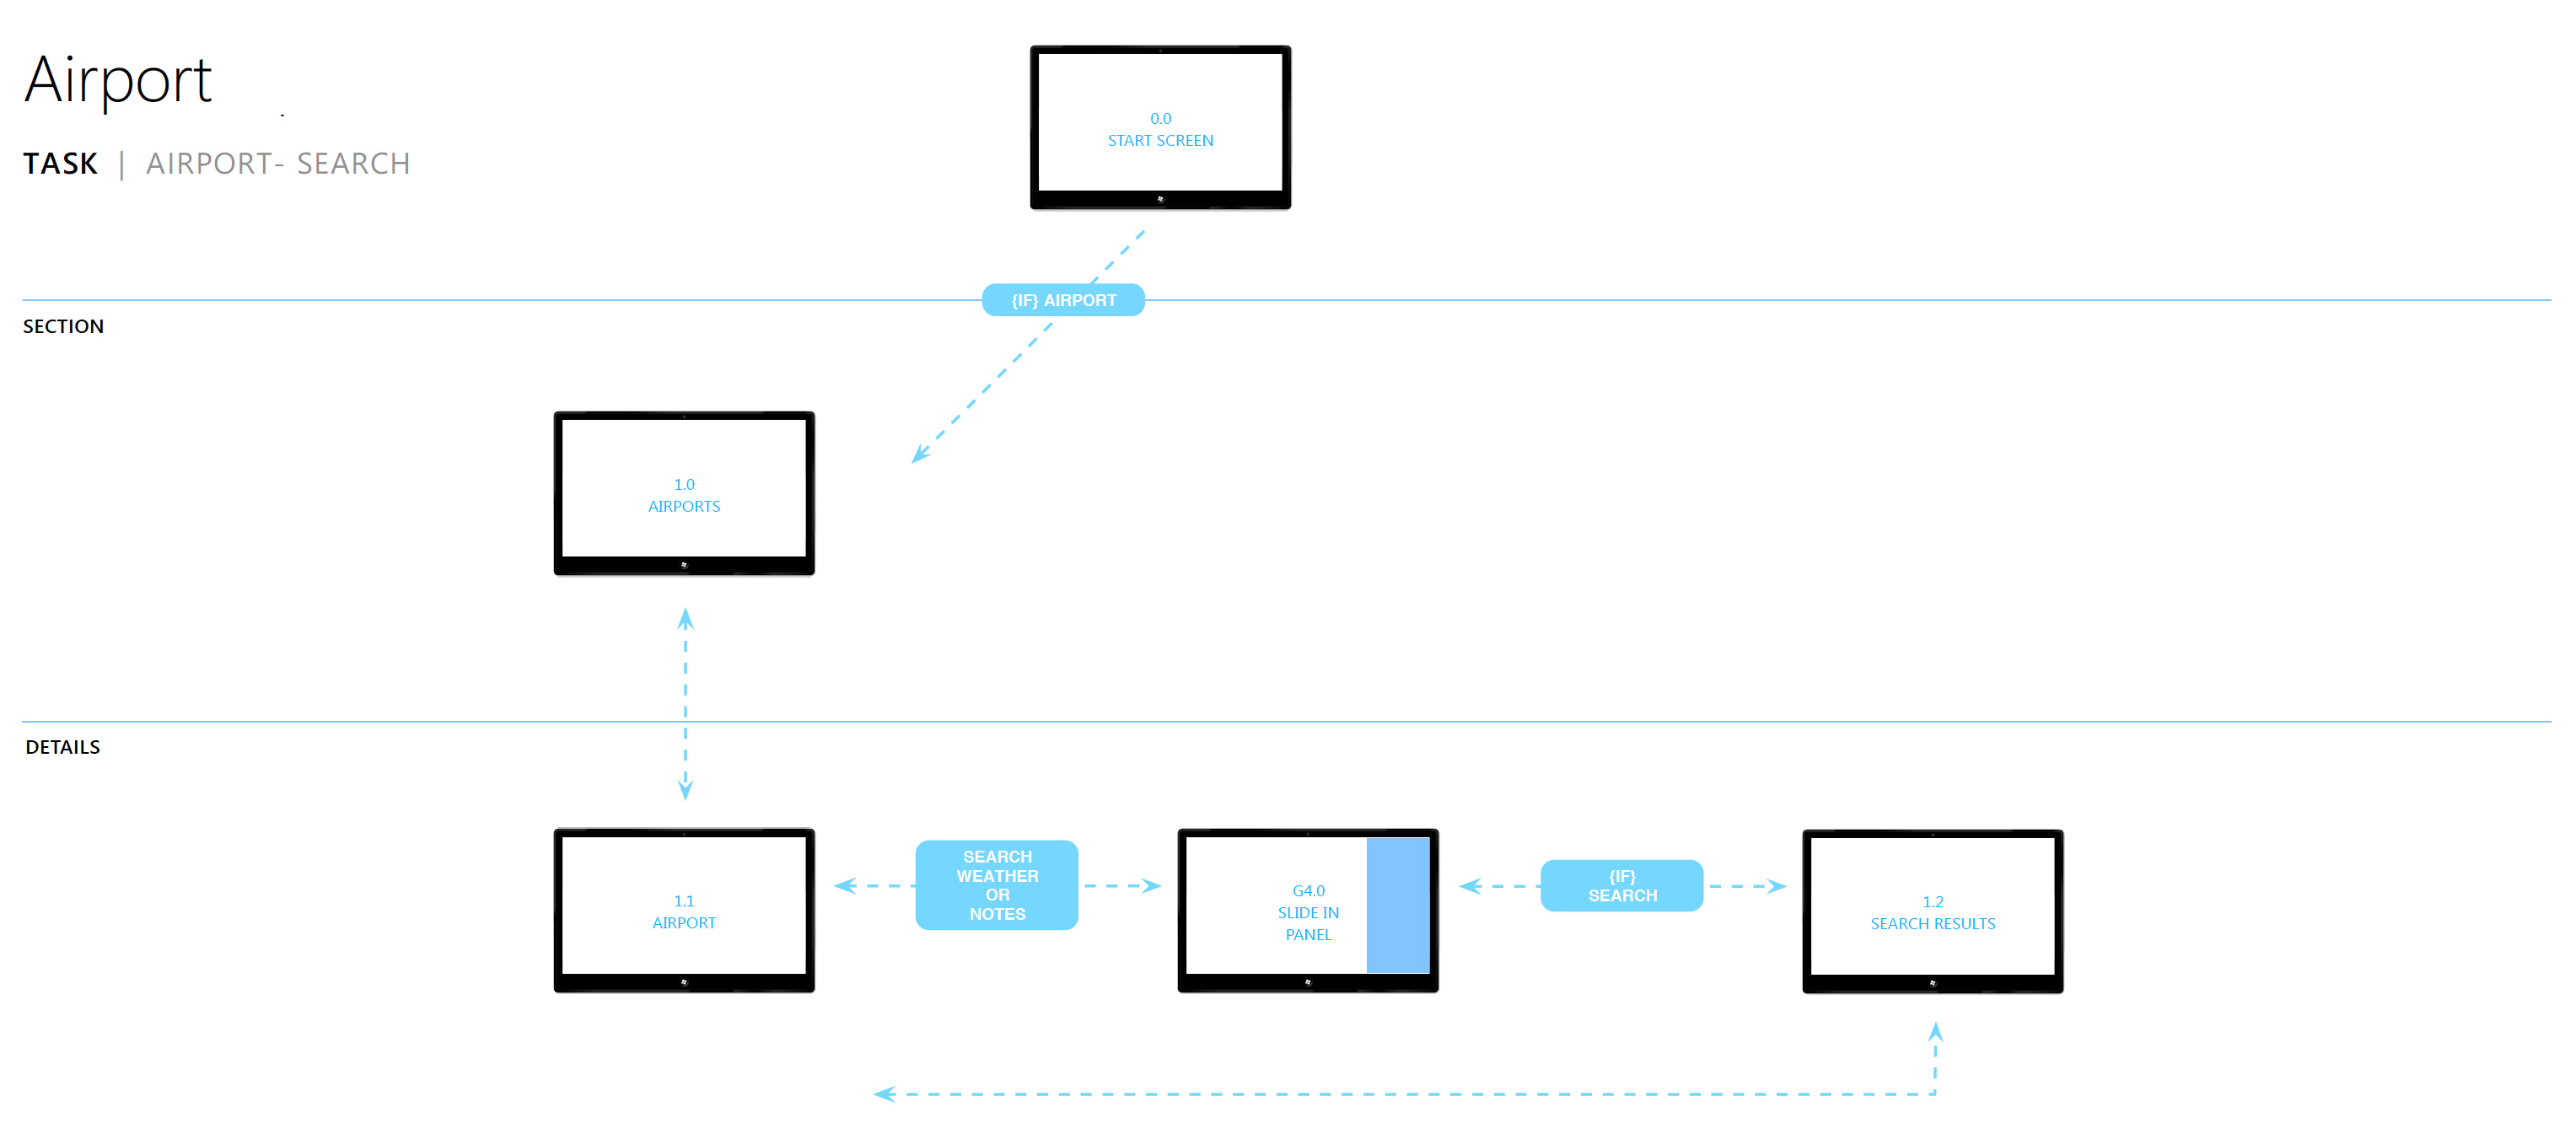 Airport
TASK | AIRPORT- SEARCH
0.0
START SCREEN
{IF} AIRPORT
SECTION
1.0
AIRPORTS
DETAILS
1.1
AIRPORT
SEARCH
WEATHER
OR
NOTES
G4.0
SLIDE IN
PANEL
{IF}
SEARCH
1.2
SEARCH RESULTS